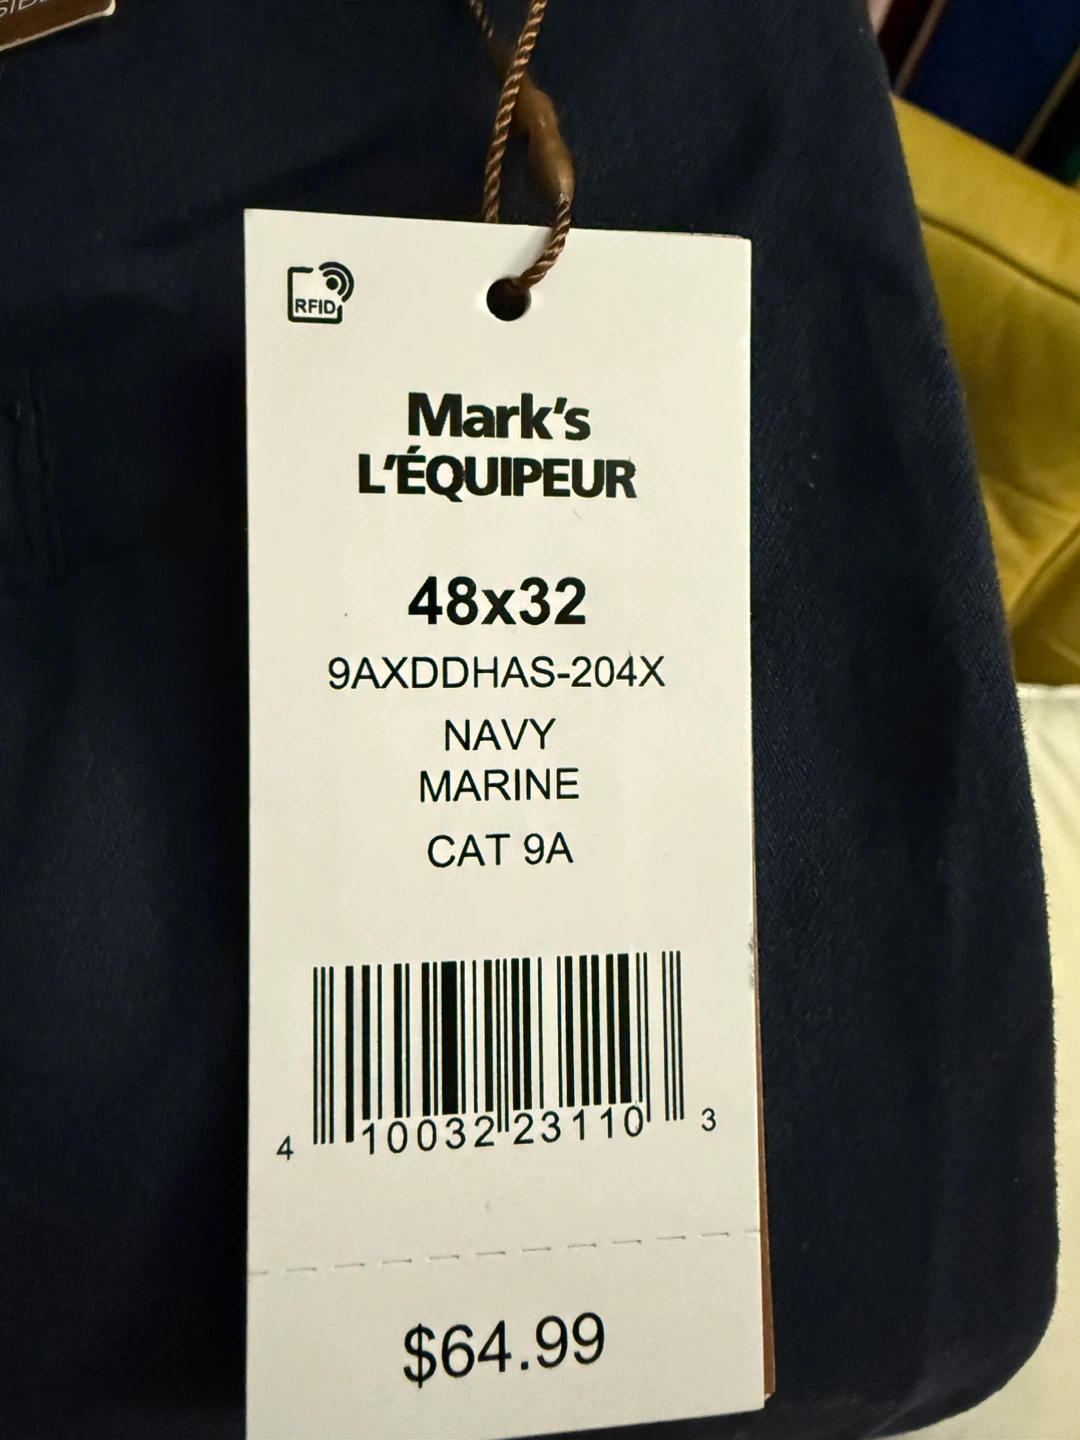 RFID
Mark's
L'ÉQUIPEUR
48x32
9AXDDHAS-204X
NAVY
MARINE
CAT 9A
4 10032 23110 3
$64.99